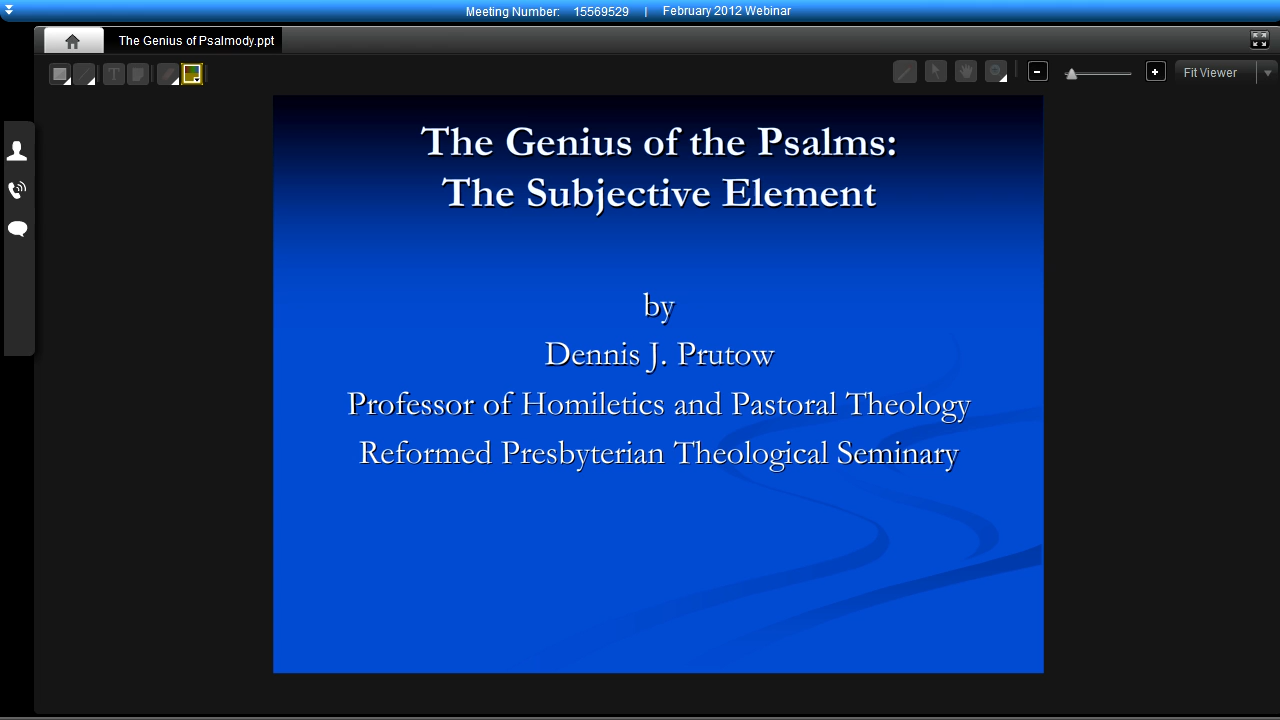 Meeting Number: 15569529 | February 2012 Webinar
The Genius of Psalmody.ppt
T
Fit Viewer
The Genius of the Psalms:
The Subjective Element
by
Dennis J. Prutow
Professor of Homiletics and Pastoral Theology
Reformed Presbyterian Theological Seminary